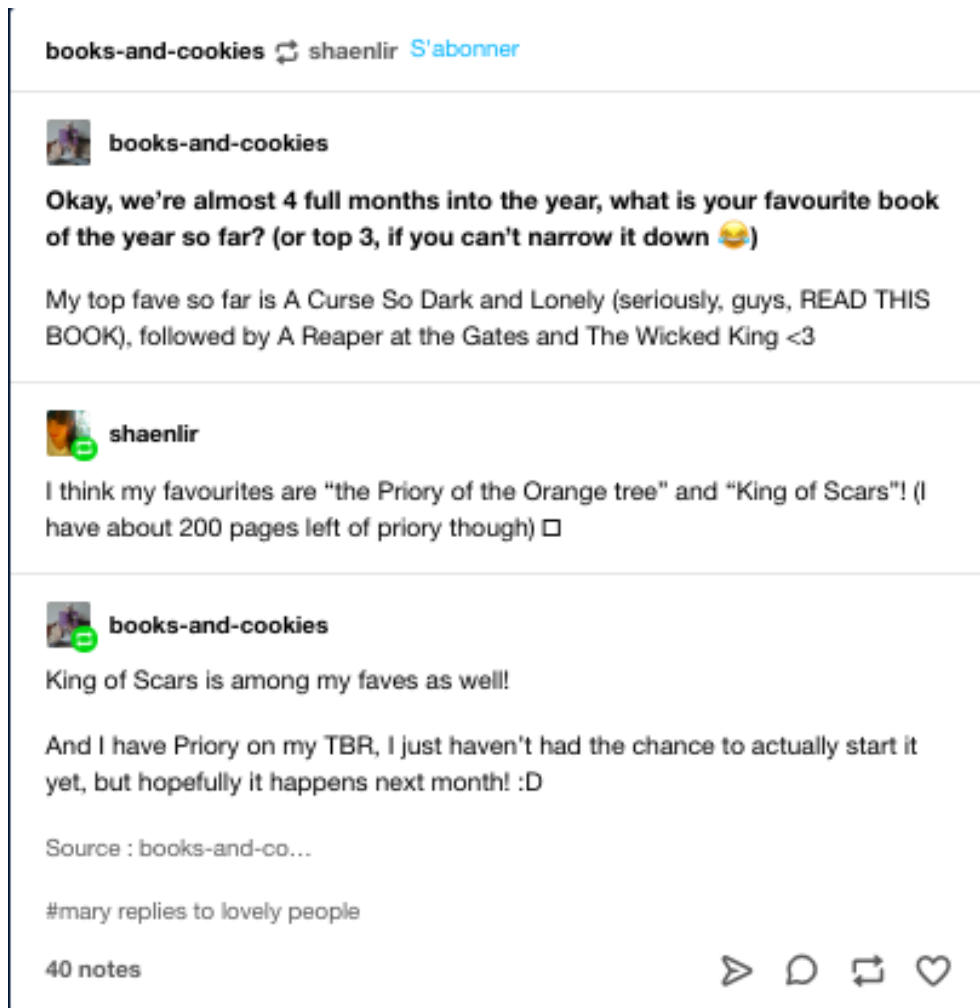 books-and-cookies shaenlir S'abonner
books-and-cookies
Okay, we’re almost 4 full months into the year, what is your favourite book
of the year so far? (or top 3, if you can’t narrow it down 😂)
My top fave so far is A Curse So Dark and Lonely (seriously, guys, READ THIS
BOOK), followed by A Reaper at the Gates and The Wicked King <3
shaenlir
I think my favourites are “the Priory of the Orange tree” and “King of Scars”! (I
have about 200 pages left of priory though) □
books-and-cookies
King of Scars is among my faves as well!
And I have Priory on my TBR, I just haven’t had the chance to actually start it
yet, but hopefully it happens next month! :D
Source : books-and-co...
#mary replies to lovely people
40 notes